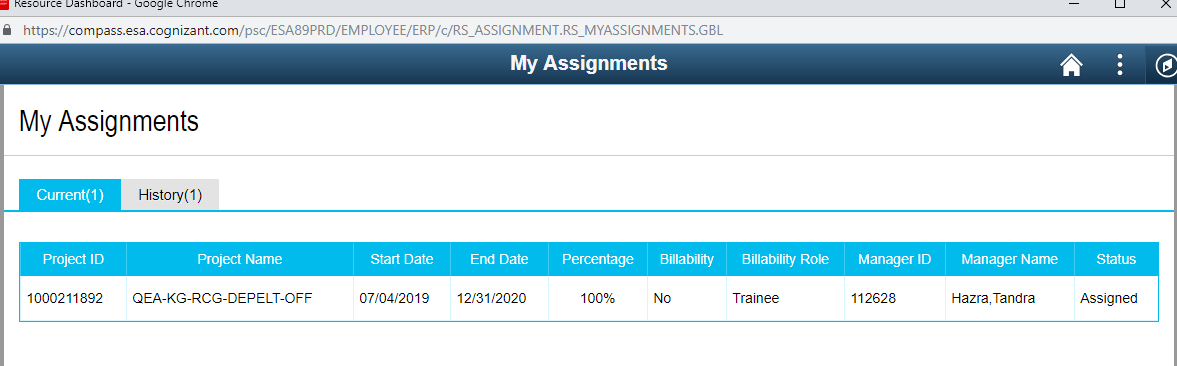 Resource Dashboard - Google Chrome
https://compass.esa.cognizant.com/psc/ESA89PRD/EMPLOYEE/ERP/c/RS_ASSIGNMENT.RS_MYASSIGNMENTS.GBL
My Assignments
My Assignments
Current(1) History(1)
Project ID Project Name Start Date End Date Percentage Billability Billability Role Manager ID Manager Name Status
1000211892 QEA-KG-RCG-DEPELT-OFF 07/04/2019 12/31/2020 100% No Trainee 112628 Hazra,Tandra Assigned